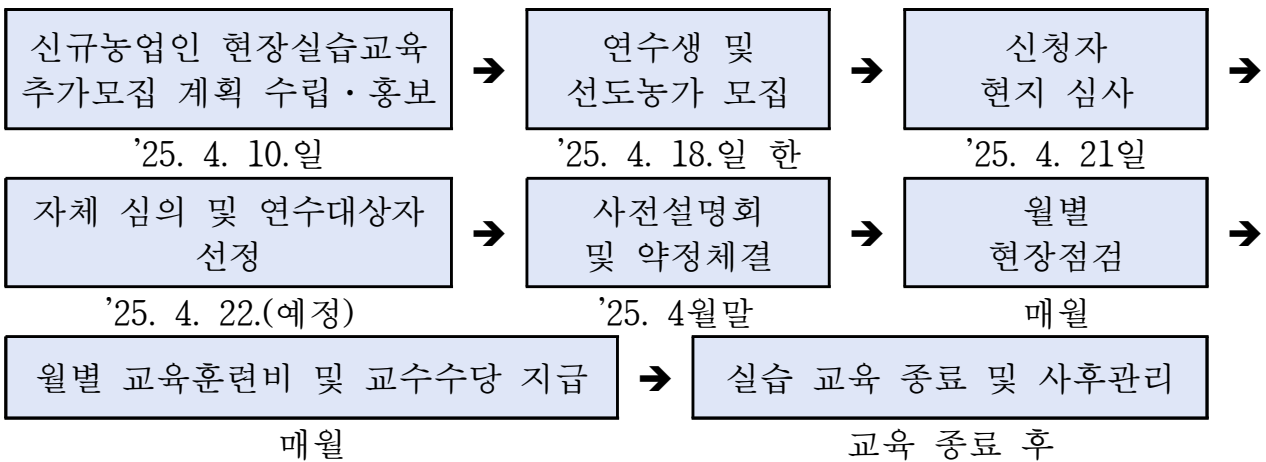 신규농업인 현장실습교육
추가모집 계획 수립・홍보
➔
연수생 및
선도농가 모집
➔
신청자
현지 심사
➔
’25. 4. 10.일
’25. 4. 18.일 한
’25. 4. 21일
자체 심의 및 연수대상자
선정
➔
사전설명회
및 약정체결
➔
월별
현장점검
➔
’25. 4. 22.(예정)
’25. 4월말
매월
월별 교육훈련비 및 교수수당 지급
➔
실습 교육 종료 및 사후관리
매월
교육 종료 후